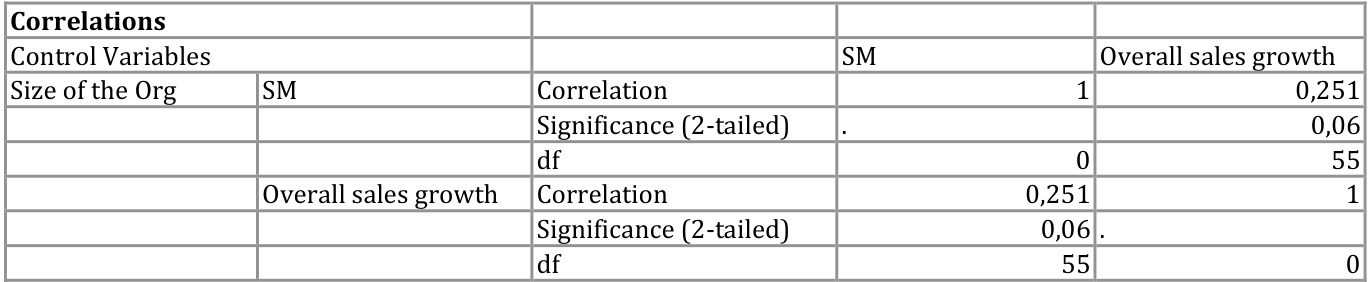 Correlations
Control Variables SM Overall sales growth
Size of the Org SM Correlation 1 0,251
Significance (2-tailed) . 0,06
df 0 55
Overall sales growth Correlation 0,251 1
Significance (2-tailed) 0,06 .
df 55 0